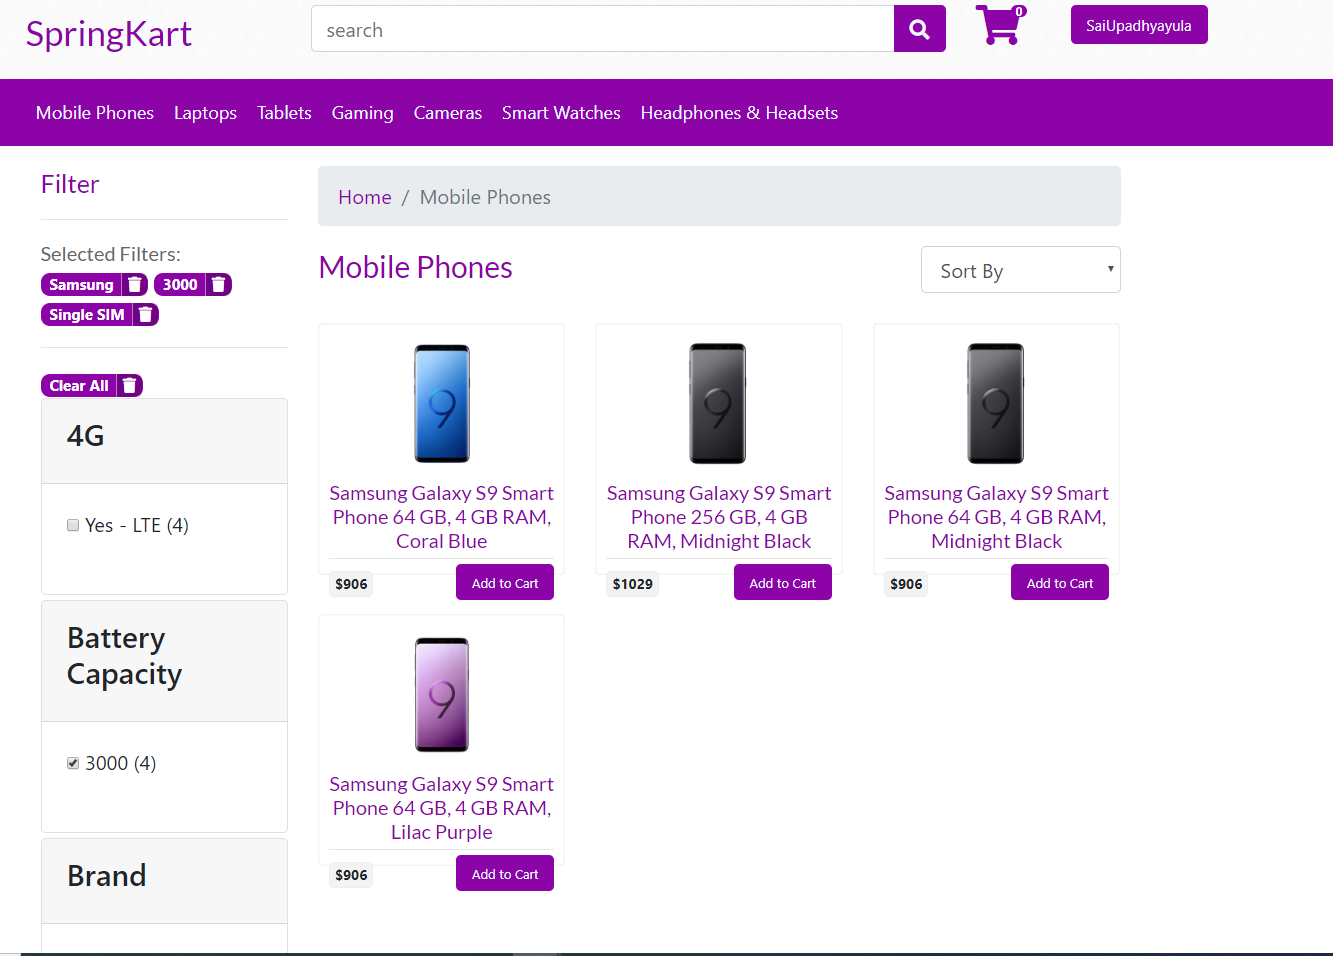 SpringKart
search
0
SaiUpadhyayula
Mobile Phones Laptops Tablets Gaming Cameras Smart Watches Headphones & Headsets
Filter
Selected Filters:
Samsung 3000
Single SIM
Clear All
4G
Yes - LTE (4)
Battery
Capacity
3000 (4)
Brand
Home / Mobile Phones
Mobile Phones
Sort By
9
Samsung Galaxy S9 Smart
Phone 64 GB, 4 GB RAM,
Coral Blue
$906 Add to Cart
9
Samsung Galaxy S9 Smart
Phone 256 GB, 4 GB
RAM, Midnight Black
$1029 Add to Cart
9
Samsung Galaxy S9 Smart
Phone 64 GB, 4 GB RAM,
Midnight Black
$906 Add to Cart
9
Samsung Galaxy S9 Smart
Phone 64 GB, 4 GB RAM,
Lilac Purple
$906 Add to Cart